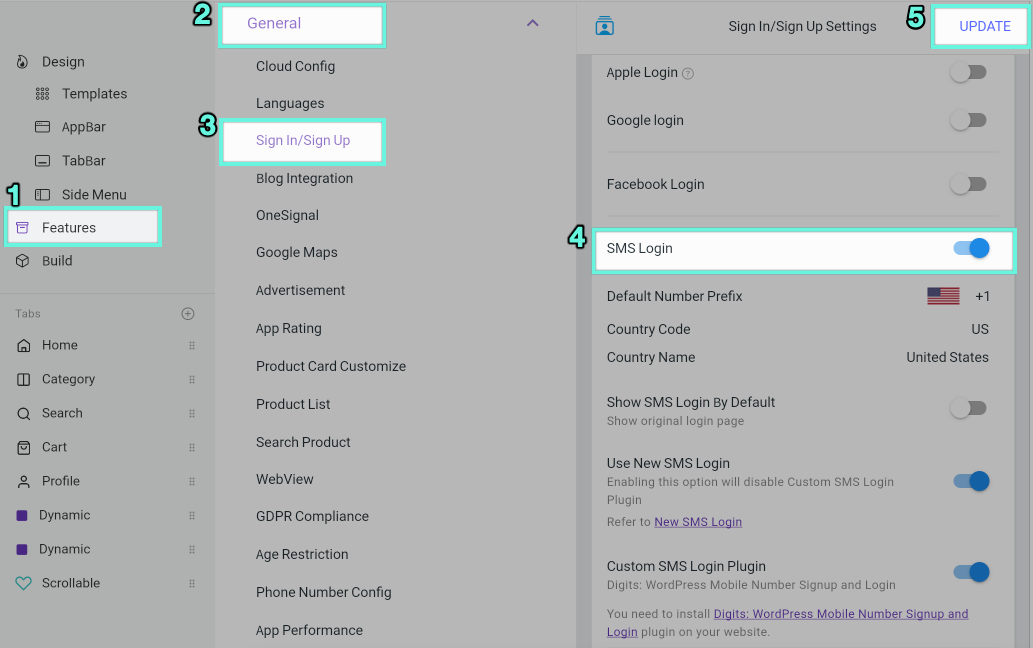 1
Design
Templates
AppBar
TabBar
Side Menu
Features
Build
Tabs
Home
Category
Search
Cart
Profile
Dynamic
Dynamic
Scrollable
2
General
Cloud Config
Languages
3
Sign In/Sign Up
Blog Integration
OneSignal
Google Maps
Advertisement
App Rating
Product Card Customize
Product List
Search Product
WebView
GDPR Compliance
Age Restriction
Phone Number Config
App Performance
Sign In/Sign Up Settings
5
UPDATE
Apple Login ?
Google login
Facebook Login
4
SMS Login
Default Number Prefix +1
Country Code US
Country Name United States
Show SMS Login By Default
Show original login page
Use New SMS Login
Enabling this option will disable Custom SMS Login
Plugin
Refer to New SMS Login
Custom SMS Login Plugin
Digits: WordPress Mobile Number Signup and Login
You need to install Digits: WordPress Mobile Number Signup and
Login plugin on your website.